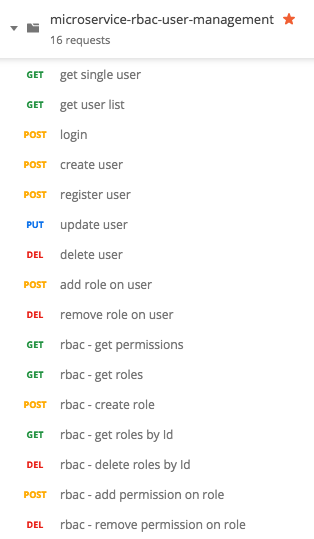 microservice-rbac-user-management
16 requests
GET get single user
GET get user list
POST login
POST create user
POST register user
PUT update user
DEL delete user
POST add role on user
DEL remove role on user
GET rbac - get permissions
GET rbac - get roles
POST rbac - create role
GET rbac - get roles by Id
DEL rbac - delete roles by Id
POST rbac - add permission on role
DEL rbac - remove permission on role